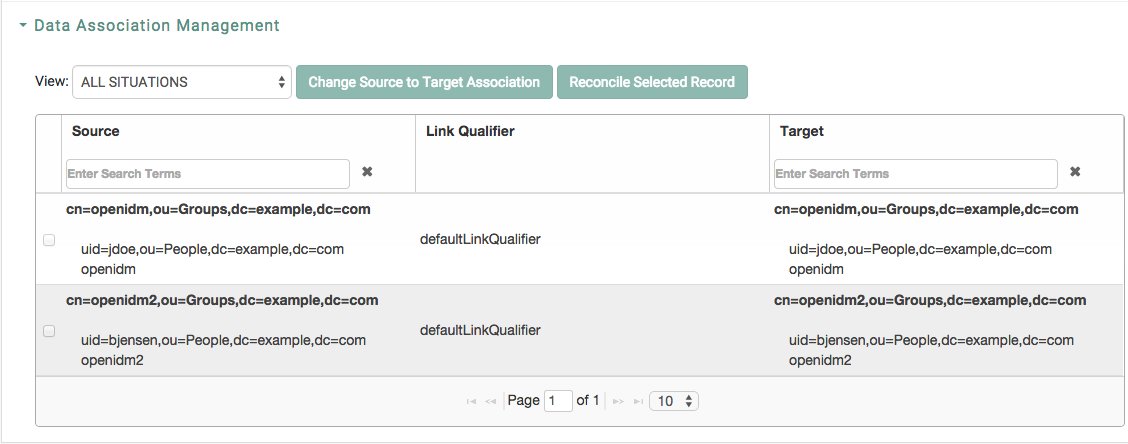 Data Association Management
View: ALL SITUATIONS Change Source to Target Association Reconcile Selected Record
Source Link Qualifier Target
Enter Search Terms ✖ Enter Search Terms ✖
cn=openidm,ou=Groups,dc=example,dc=com cn=openidm,ou=Groups,dc=example,dc=com
defaultLinkQualifier
uid=jdoe,ou=People,dc=example,dc=com uid=jdoe,ou=People,dc=example,dc=com
openidm openidm
cn=openidm2,ou=Groups,dc=example,dc=com cn=openidm2,ou=Groups,dc=example,dc=com
defaultLinkQualifier
uid=bjensen,ou=People,dc=example,dc=com uid=bjensen,ou=People,dc=example,dc=com
openidm2 openidm2
Page 1 of 1 10